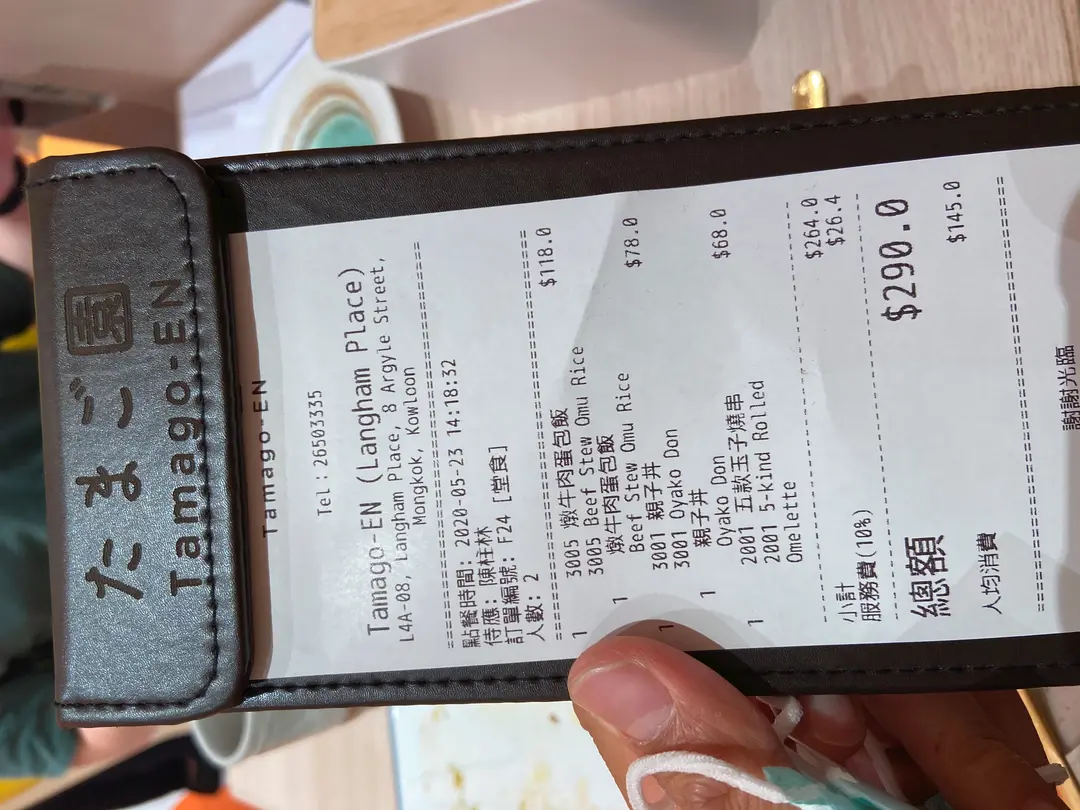 たまご園
Tamago-EN
Tamago-EN
Tel：26503335
Tamago-EN (Langham Place)
L4A-08, Langham Place, 8 Argyle Street,
Mongkok, Kowloon
點餐時間: 2020-05-23 14:18:32
侍應: 陳柱林
訂單編號: F24 [堂食]
人數: 2
1 3005 燉牛肉蛋包飯 $118.0
3005 Beef Stew Omu Rice
1 燉牛肉蛋包飯
Beef Stew Omu Rice
1 3001 親子丼 $78.0
3001 Oyako Don
1 親子丼
Oyako Don
1 2001 五款玉子燒串 $68.0
2001 5-kind Rolled
Omelette
小計 $264.0
服務費(10%) $26.4
總額 $290.0
人均消費 $145.0
謝謝光臨